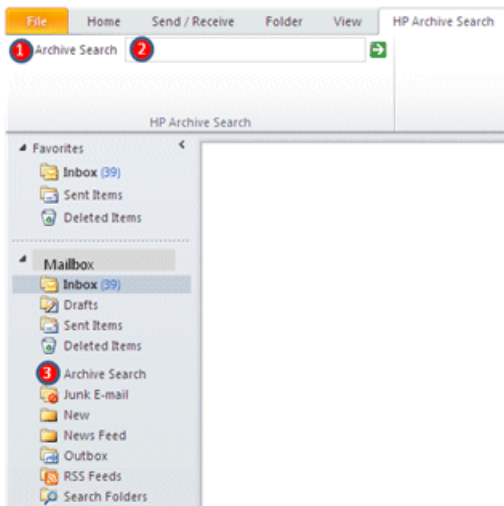 File Home Send / Receive Folder View HP Archive Search
1 Archive Search 2
HP Archive Search
Favorites
Inbox (39)
Sent Items
Deleted Items
Mailbox
Inbox (39)
Drafts
Sent Items
Deleted Items
3 Archive Search
Junk E-mail
New
News Feed
Outbox
RSS Feeds
Search Folders